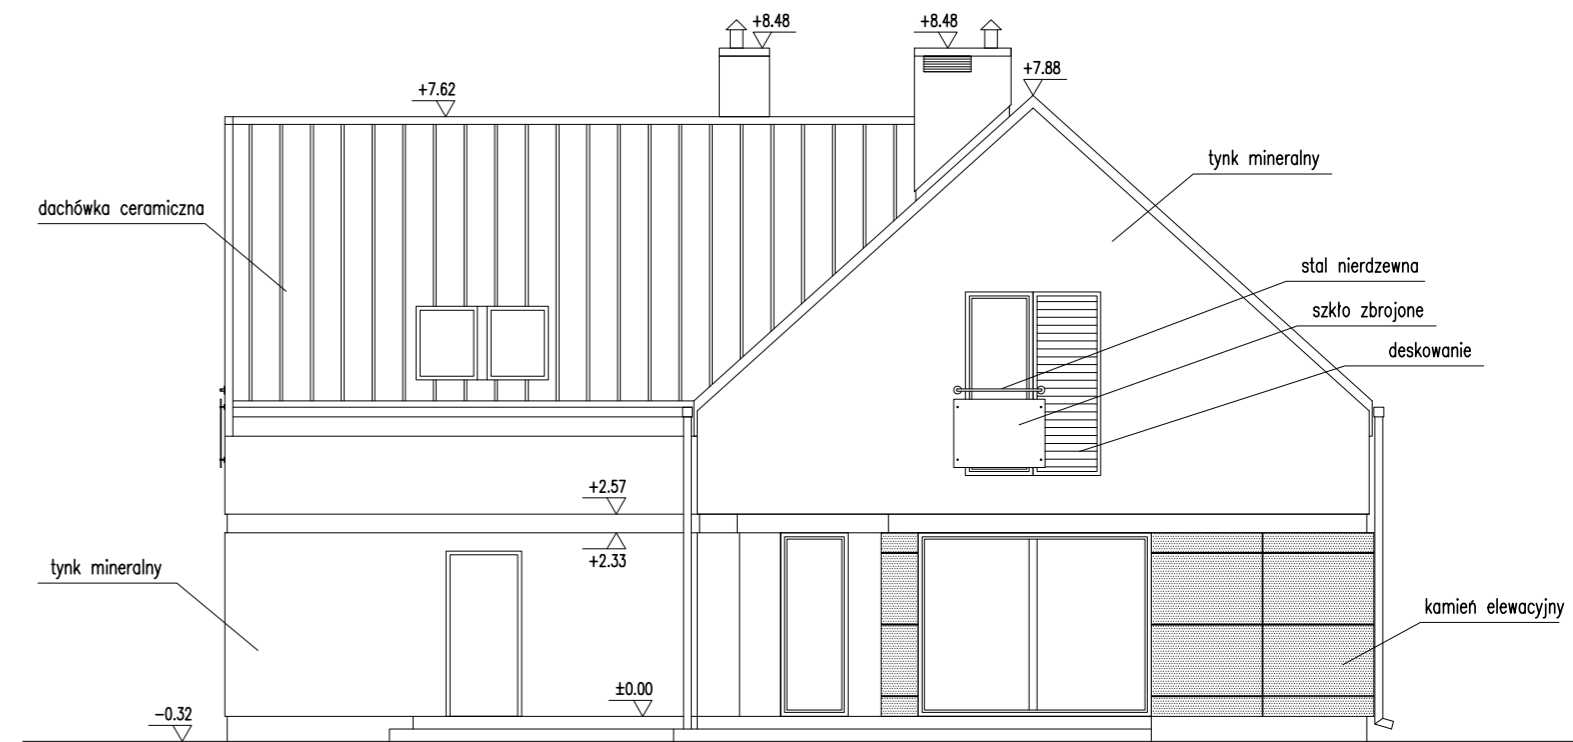 +8.48
+8.48
+7.88
+7.62
tynk mineralny
dachówka ceramiczna
stal nierdzewna
szkło zbrojone
deskowanie
+2.57
+2.33
tynk mineralny
kamień elewacyjny
±0.00
-0.32